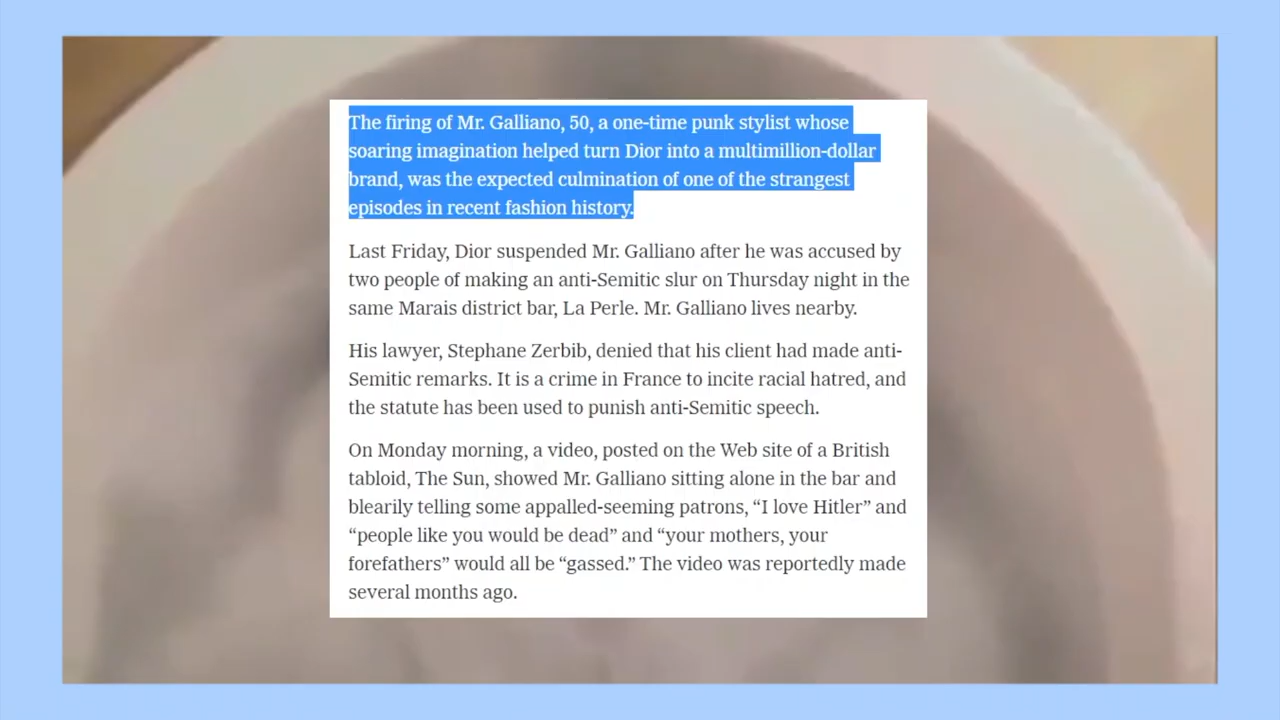 The firing of Mr. Galliano, 50, a one-time punk stylist whose
soaring imagination helped turn Dior into a multimillion-dollar
brand, was the expected culmination of one of the strangest
episodes in recent fashion history.
Last Friday, Dior suspended Mr. Galliano after he was accused by
two people of making an anti-Semitic slur on Thursday night in the
same Marais district bar, La Perle. Mr. Galliano lives nearby.
His lawyer, Stephane Zerbib, denied that his client had made anti-
Semitic remarks. It is a crime in France to incite racial hatred, and
the statute has been used to punish anti-Semitic speech.
On Monday morning, a video, posted on the Web site of a British
tabloid, The Sun, showed Mr. Galliano sitting alone in the bar and
blearily telling some appalled-seeming patrons, “I love Hitler” and
“people like you would be dead” and “your mothers, your
forefathers” would all be “gassed.” The video was reportedly made
several months ago.